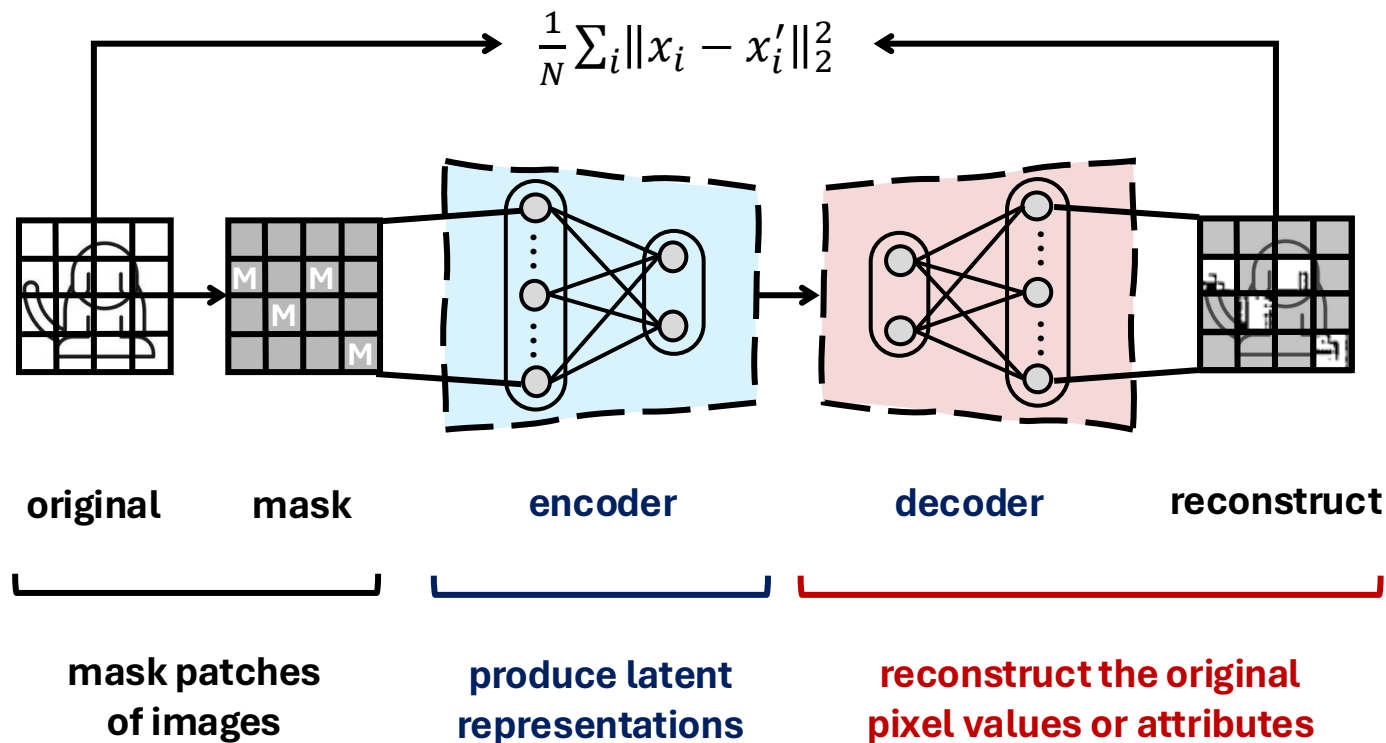 1/N ∑ᵢ‖xᵢ − x′ᵢ‖₂²
M M
M
M
original mask encoder decoder reconstruct
mask patches
of images
produce latent
representations
reconstruct the original
pixel values or attributes